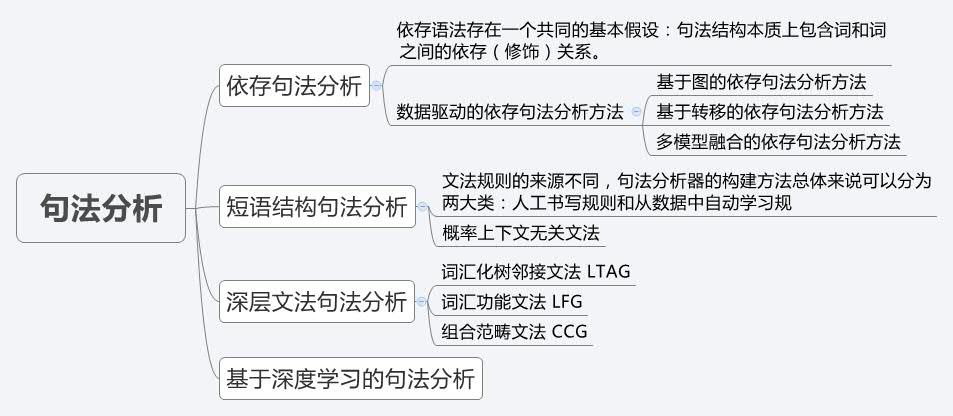 句法分析
依存句法分析
依存语法存在一个共同的基本假设：句法结构本质上包含词和词
之间的依存（修饰）关系。
数据驱动的依存句法分析方法
基于图的依存句法分析方法
基于转移的依存句法分析方法
多模型融合的依存句法分析方法
短语结构句法分析
文法规则的来源不同，句法分析器的构建方法总体来说可以分为
两大类：人工书写规则和从数据中自动学习规
概率上下文无关文法
深层文法句法分析
词汇化树邻接文法 LTAG
词汇功能文法 LFG
组合范畴文法 CCG
基于深度学习的句法分析